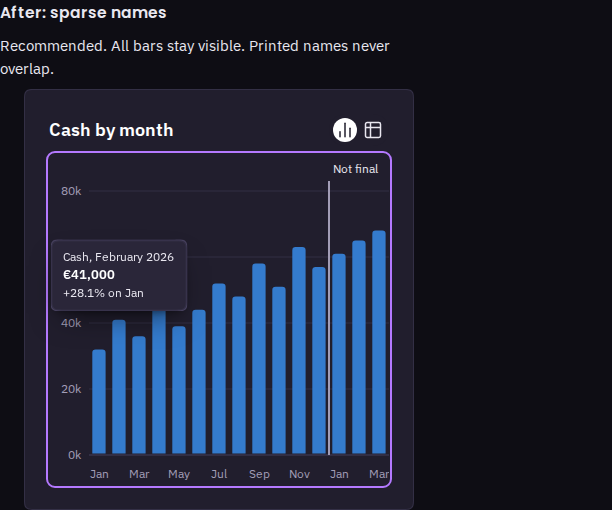 After: sparse names
Recommended. All bars stay visible. Printed names never
overlap.
Cash by month
Not final
80k
Cash, February 2026
€41,000
+28.1% on Jan
40k
20k
0k
Jan Mar May Jul Sep Nov Jan Mar